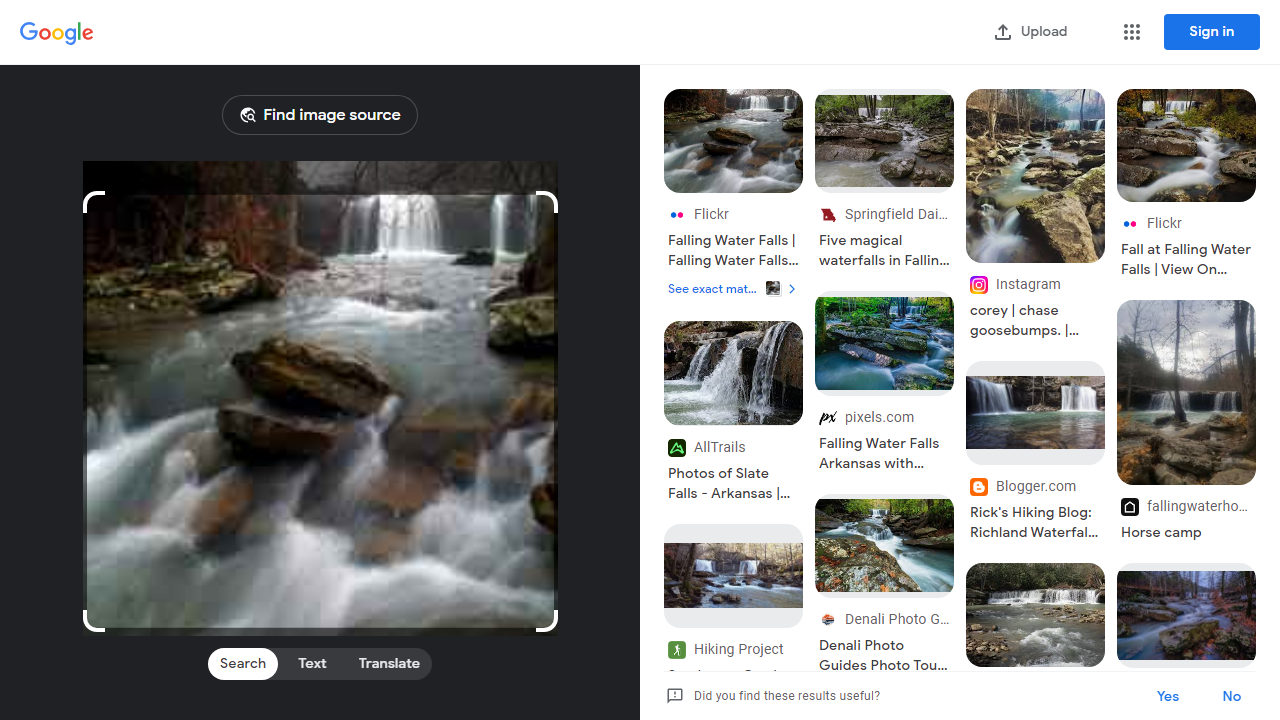 Google
Upload
Sign in
Find image source
Search
Text
Translate
Flickr
Falling Water Falls |
Falling Water Falls...
See exact mat...
AllTrails
Photos of Slate
Falls - Arkansas |...
Hiking Project
Springfield Dai...
Five magical
waterfalls in Fallin...
px
pixels.com
Falling Water Falls
Arkansas with...
Denali Photo G...
Denali Photo
Guides Photo Tou...
Instagram
corey | chase
goosebumps. |...
Blogger.com
Rick's Hiking Blog:
Richland Waterfal...
Flickr
Fall at Falling Water
Falls | View On...
fallingwaterho...
Horse camp
Did you find these results useful?
Yes
No